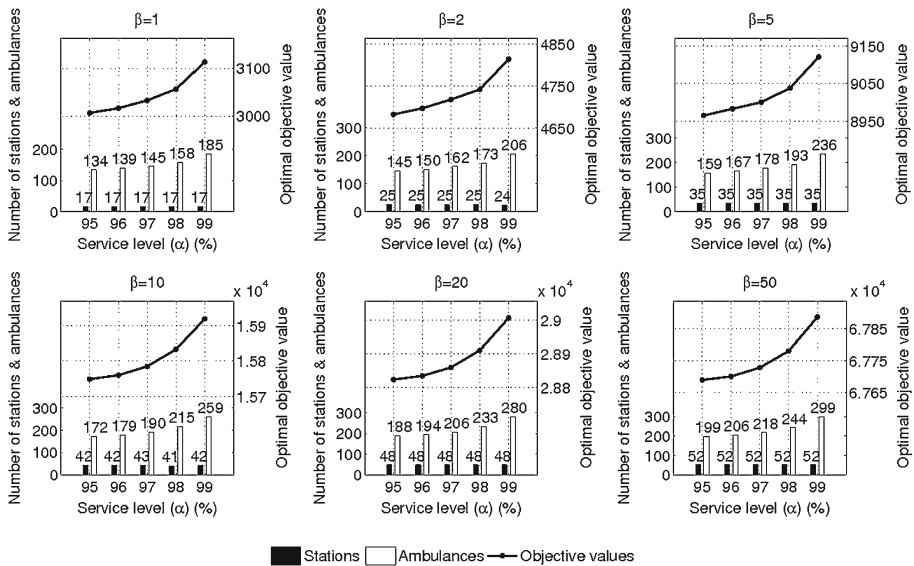 β=1
Number of stations & ambulances
200
100
0
134 139 145 158 185
17 17 17 17 17
95 96 97 98 99
Service level (α) (%)
3100
3000
Optimal objective value
β=2
Number of stations & ambulances
300
200
100
0
145 150 162 173 206
25 25 25 25 24
95 96 97 98 99
Service level (α) (%)
4850
4750
4650
Optimal objective value
β=5
Number of stations & ambulances
300
200
100
0
159 167 178 193 236
35 35 35 35 35
95 96 97 98 99
Service level (α) (%)
9150
9050
8950
Optimal objective value
β=10
x 10⁴
Number of stations & ambulances
300
200
100
0
172 179 190 215 259
42 42 43 41 42
95 96 97 98 99
Service level (α) (%)
1.59
1.58
1.57
Optimal objective value
β=20
x 10⁴
Number of stations & ambulances
300
200
100
0
188 194 206 233 280
48 48 48 48 48
95 96 97 98 99
Service level (α) (%)
2.9
2.89
2.88
Optimal objective value
β=50
x 10⁴
Number of stations & ambulances
300
200
100
0
199 206 218 244 299
52 52 52 52 52
95 96 97 98 99
Service level (α) (%)
6.785
6.775
6.765
Optimal objective value
Stations Ambulances Objective values